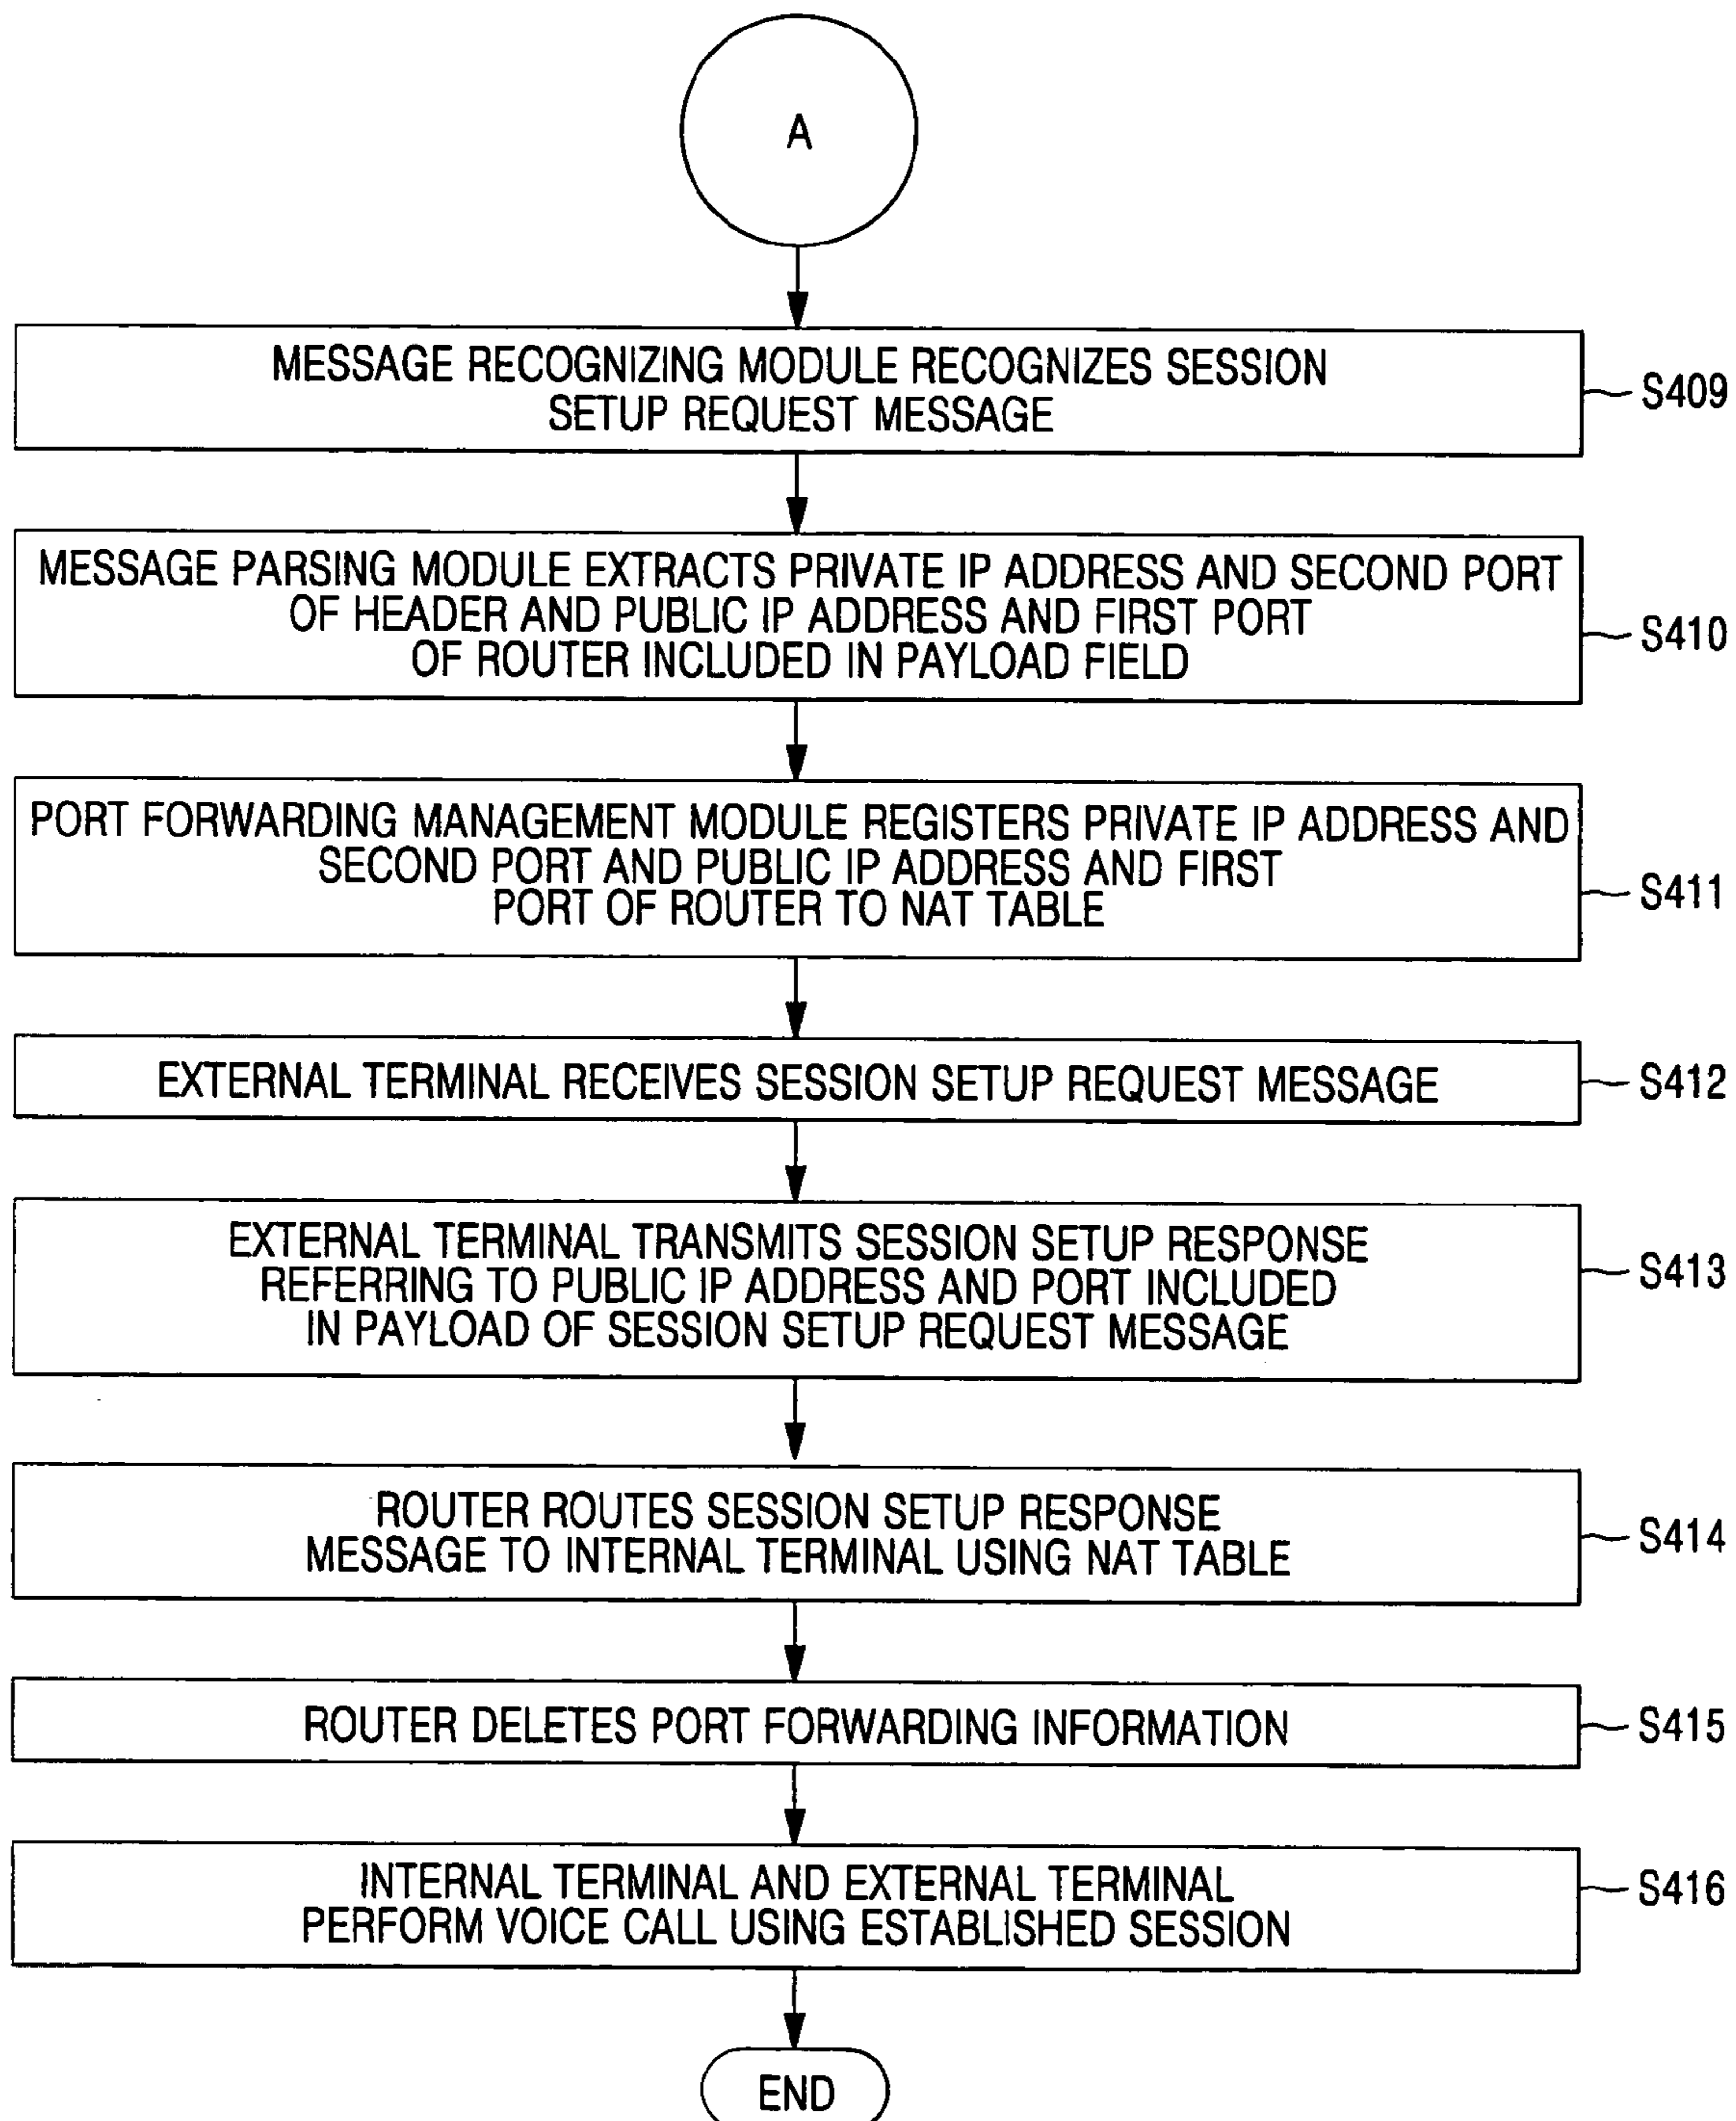 A
MESSAGE RECOGNIZING MODULE RECOGNIZES SESSION
SETUP REQUEST MESSAGE
S409
MESSAGE PARSING MODULE EXTRACTS PRIVATE IP ADDRESS AND SECOND PORT
OF HEADER AND PUBLIC IP ADDRESS AND FIRST PORT
OF ROUTER INCLUDED IN PAYLOAD FIELD
S410
PORT FORWARDING MANAGEMENT MODULE REGISTERS PRIVATE IP ADDRESS AND
SECOND PORT AND PUBLIC IP ADDRESS AND FIRST
PORT OF ROUTER TO NAT TABLE
S411
EXTERNAL TERMINAL RECEIVES SESSION SETUP REQUEST MESSAGE
S412
EXTERNAL TERMINAL TRANSMITS SESSION SETUP RESPONSE
REFERRING TO PUBLIC IP ADDRESS AND PORT INCLUDED
IN PAYLOAD OF SESSION SETUP REQUEST MESSAGE
S413
ROUTER ROUTES SESSION SETUP RESPONSE
MESSAGE TO INTERNAL TERMINAL USING NAT TABLE
S414
ROUTER DELETES PORT FORWARDING INFORMATION
S415
INTERNAL TERMINAL AND EXTERNAL TERMINAL
PERFORM VOICE CALL USING ESTABLISHED SESSION
S416
END